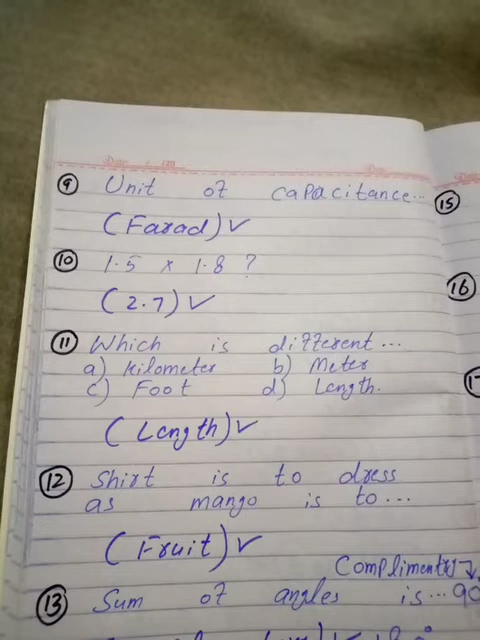 9 Unit of capacitance... 15
(Farad) ✓
10 1.5 x 1.8 ?
(2.7) ✓
16
11 Which is different...
a) Kilometer b) Meter
c) Foot d) Length.
(Length) ✓
12 Shirt is to dress
as mango is to...
(Fruit) ✓
Complimentry
13 Sum of angles is...90